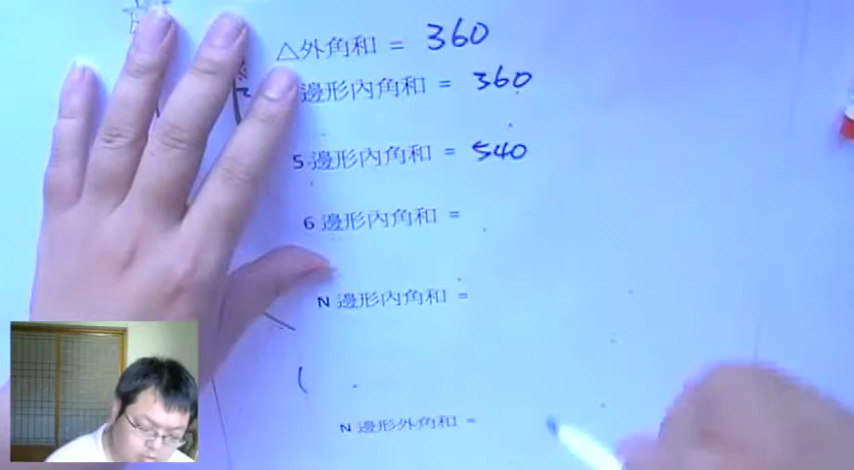 △外角和 = 360
邊形內角和 = 360
5 邊形內角和 = 540
6 邊形內角和 =
N 邊形內角和 =
(
N 邊形外角和 =